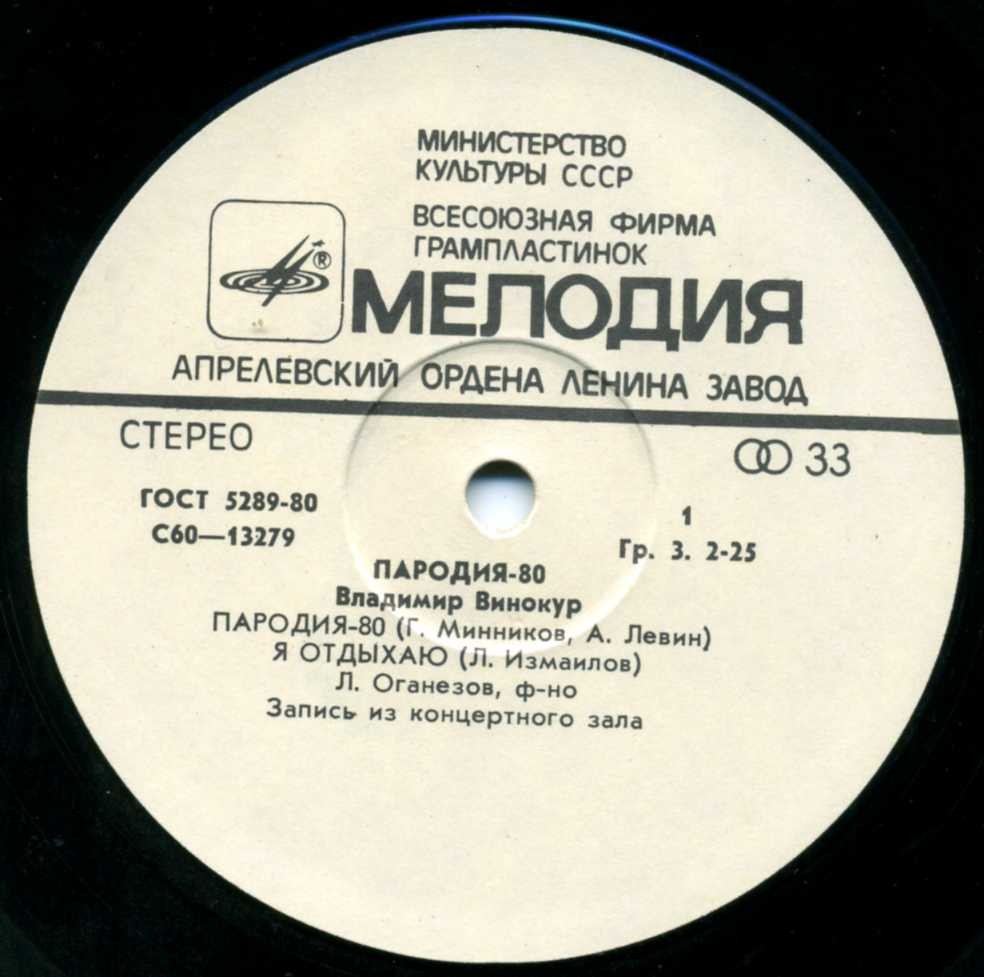 МИНИСТЕРСТВО
КУЛЬТУРЫ СССР
ВСЕСОЮЗНАЯ ФИРМА
ГРАМПЛАСТИНОК
®
МЕЛОДИЯ
АПРЕЛЕВСКИЙ ОРДЕНА ЛЕНИНА ЗАВОД
СТЕРЕО
33
ГОСТ 5289-80
С60—13279
1
Гр. 3. 2-25
ПАРОДИЯ-80
Владимир Винокур
ПАРОДИЯ-80 (Г. Минников, А. Левин)
Я ОТДЫХАЮ (Л. Измаилов)
Л. Оганезов, ф-но
Запись из концертного зала